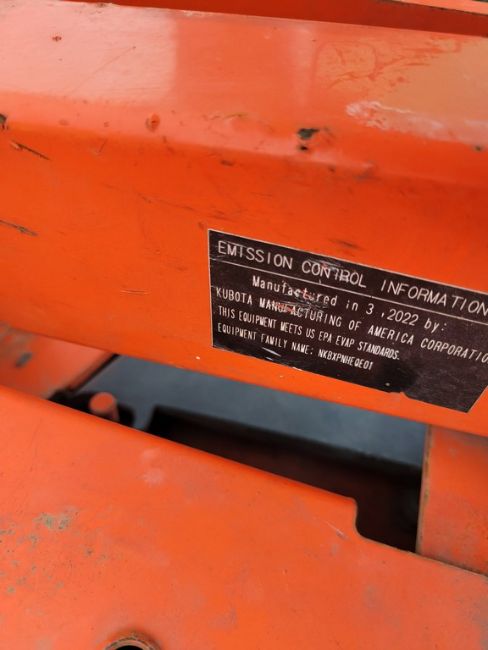 EMISSION CONTROL INFORMATION
Manufactured in 3 ,2022 by:
KUBOTA MANUFACTURING OF AMERICA CORPORATIO
THIS EQUIPMENT MEETS US EPA EVAP STANDARDS.
EQUIPMENT FAMILY NAME: NKBXPNHEQE01